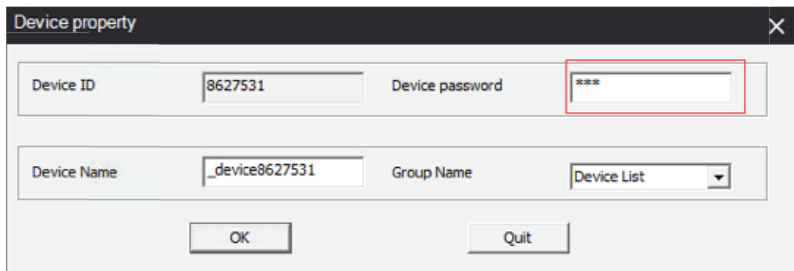 Device property
Device ID 8627531 Device password ***
Device Name _device8627531 Group Name Device List
OK Quit